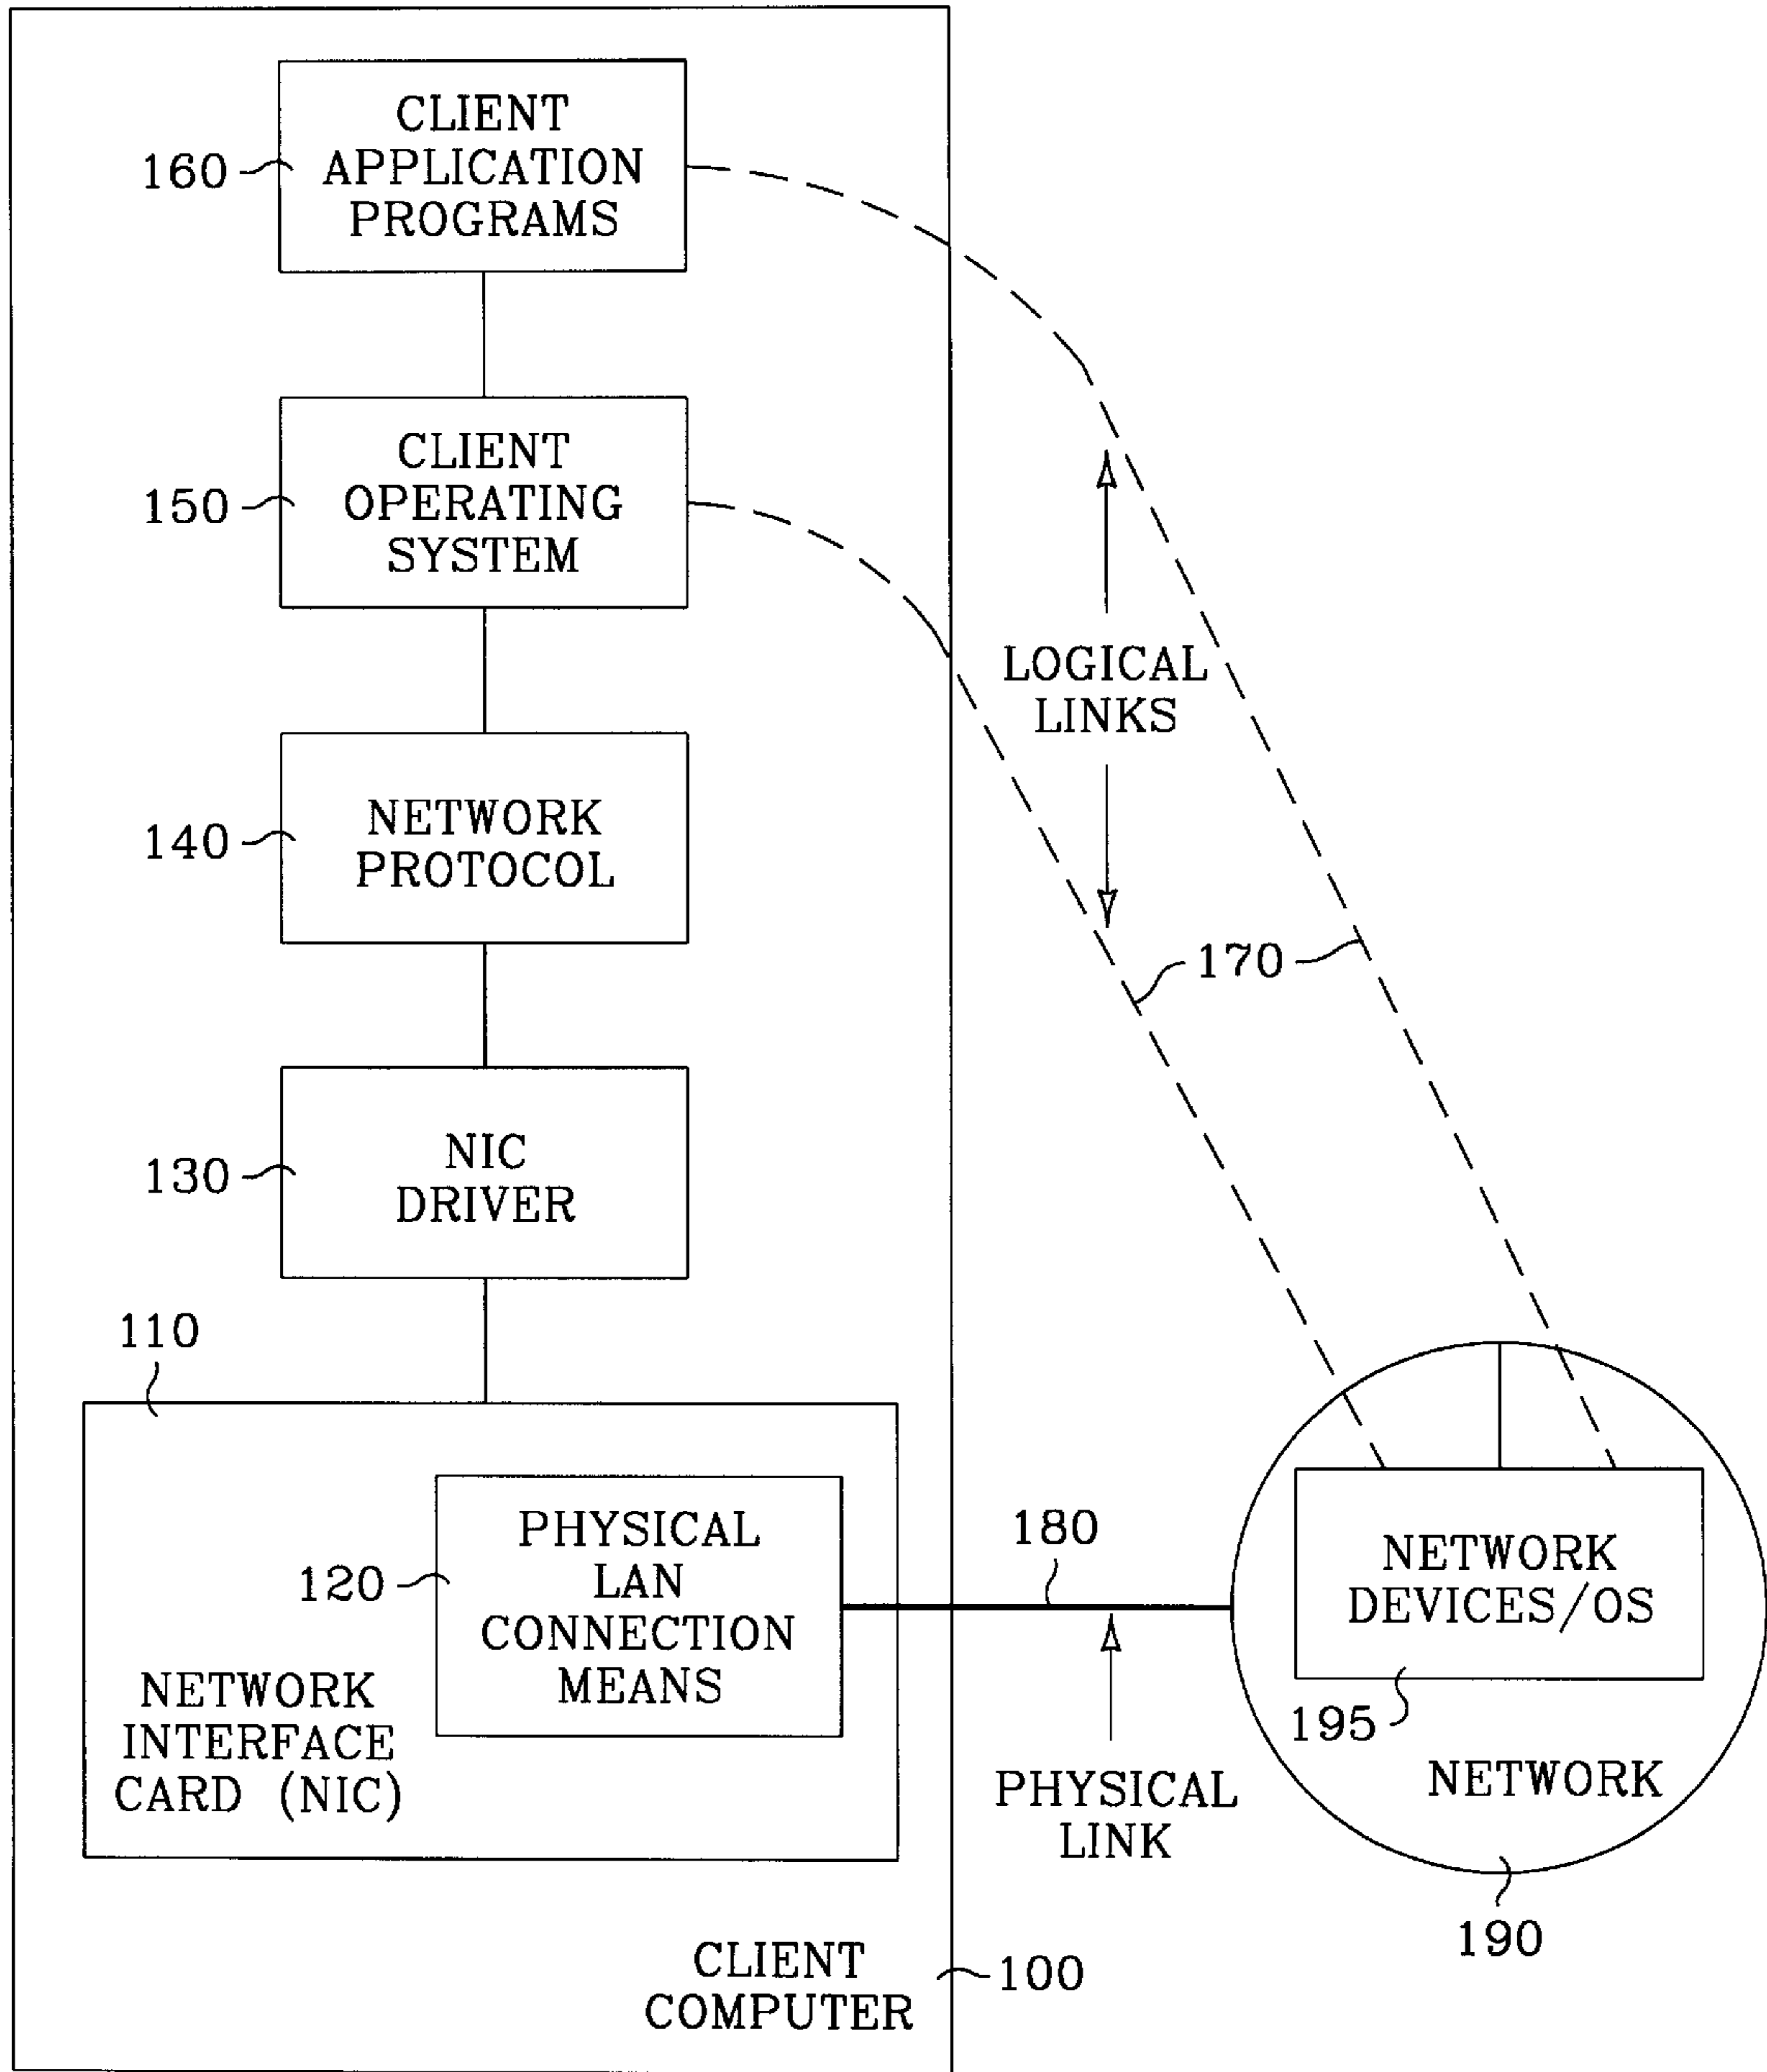 CLIENT
APPLICATION
PROGRAMS
160
CLIENT
OPERATING
SYSTEM
150
LOGICAL
LINKS
NETWORK
PROTOCOL
140
170
NIC
DRIVER
130
110
PHYSICAL
LAN
CONNECTION
MEANS
120
NETWORK
INTERFACE
CARD (NIC)
180
PHYSICAL
LINK
NETWORK
DEVICES/OS
195
NETWORK
190
CLIENT
COMPUTER
100